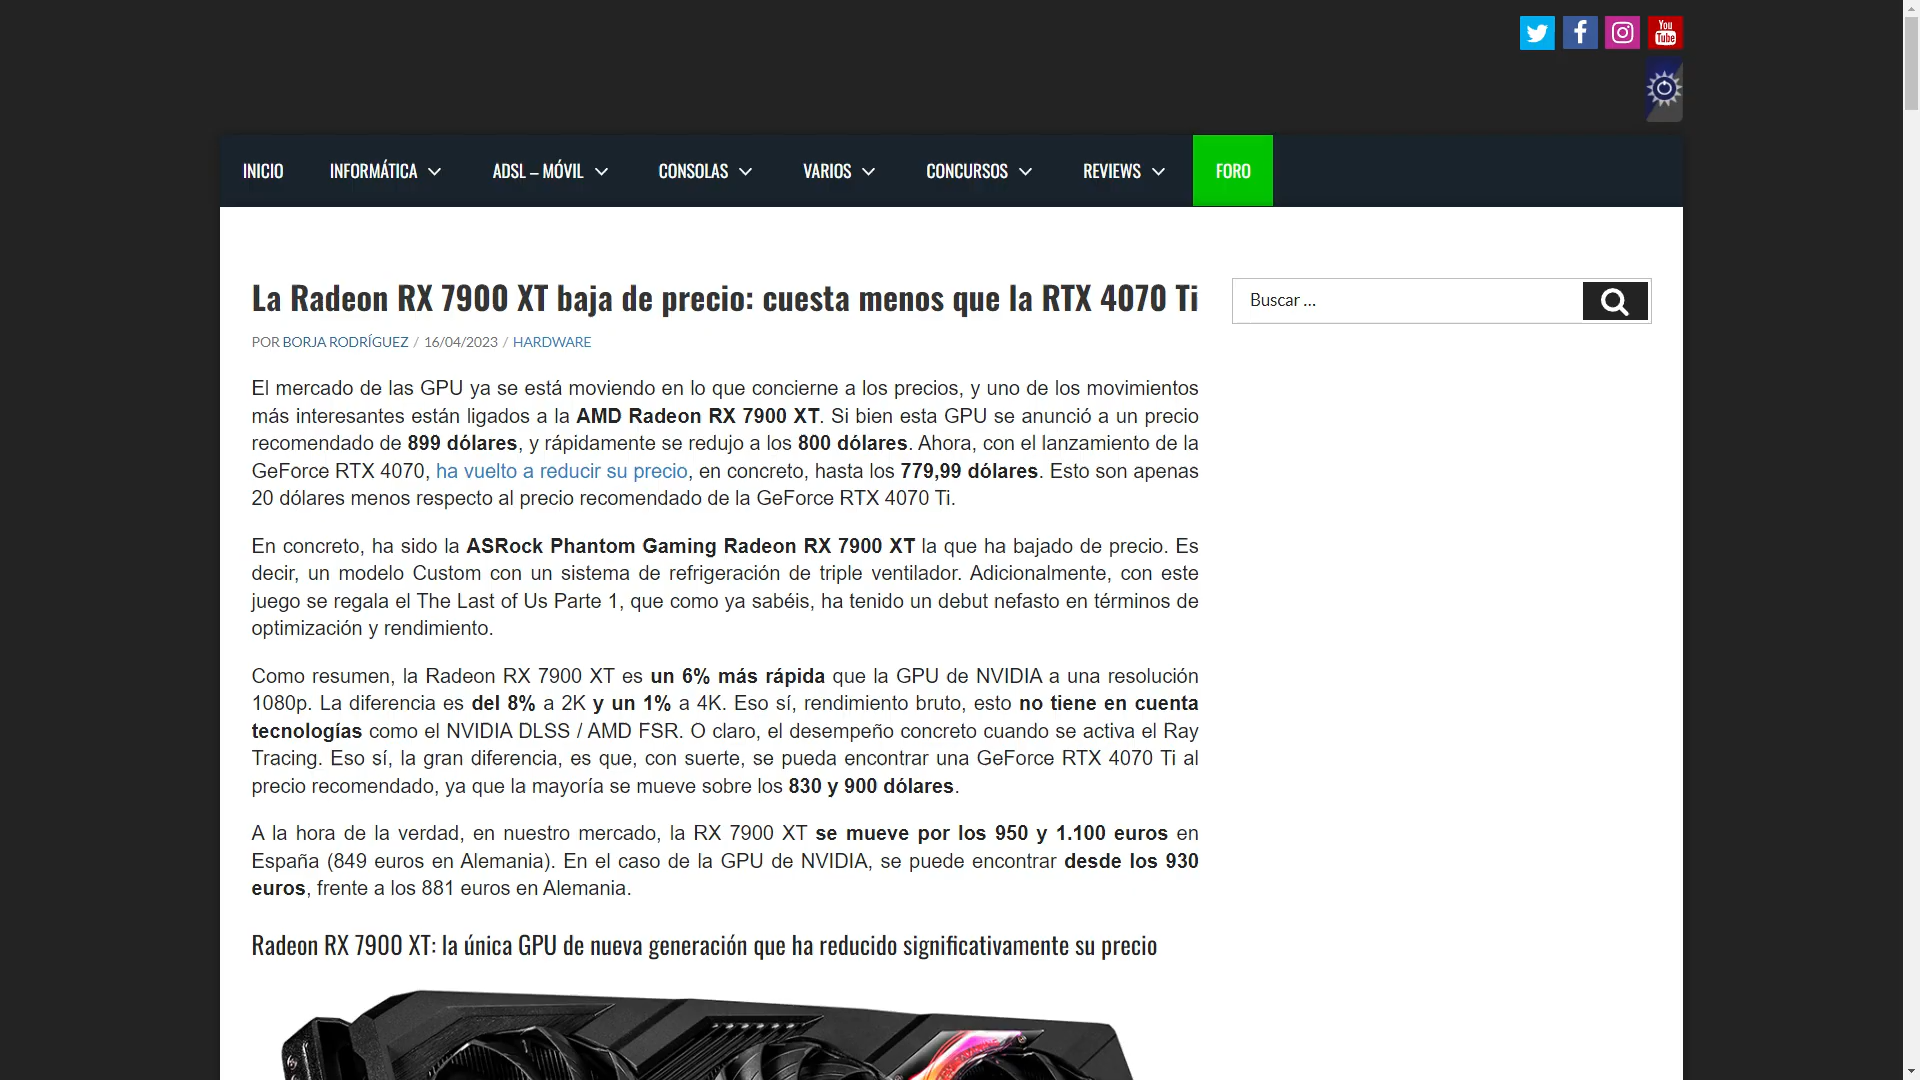 You
Tube
INICIO
INFORMÁTICA
ADSL – MÓVIL
CONSOLAS
VARIOS
CONCURSOS
REVIEWS
FORO
La Radeon RX 7900 XT baja de precio: cuesta menos que la RTX 4070 Ti
Buscar ...
POR BORJA RODRÍGUEZ / 16/04/2023 / HARDWARE
El mercado de las GPU ya se está moviendo en lo que concierne a los precios, y uno de los movimientos
más interesantes están ligados a la AMD Radeon RX 7900 XT. Si bien esta GPU se anunció a un precio
recomendado de 899 dólares, y rápidamente se redujo a los 800 dólares. Ahora, con el lanzamiento de la
GeForce RTX 4070, ha vuelto a reducir su precio, en concreto, hasta los 779,99 dólares. Esto son apenas
20 dólares menos respecto al precio recomendado de la GeForce RTX 4070 Ti.
En concreto, ha sido la ASRock Phantom Gaming Radeon RX 7900 XT la que ha bajado de precio. Es
decir, un modelo Custom con un sistema de refrigeración de triple ventilador. Adicionalmente, con este
juego se regala el The Last of Us Parte 1, que como ya sabéis, ha tenido un debut nefasto en términos de
optimización y rendimiento.
Como resumen, la Radeon RX 7900 XT es un 6% más rápida que la GPU de NVIDIA a una resolución
1080p. La diferencia es del 8% a 2K y un 1% a 4K. Eso sí, rendimiento bruto, esto no tiene en cuenta
tecnologías como el NVIDIA DLSS / AMD FSR. O claro, el desempeño concreto cuando se activa el Ray
Tracing. Eso sí, la gran diferencia, es que, con suerte, se pueda encontrar una GeForce RTX 4070 Ti al
precio recomendado, ya que la mayoría se mueve sobre los 830 y 900 dólares.
A la hora de la verdad, en nuestro mercado, la RX 7900 XT se mueve por los 950 y 1.100 euros en
España (849 euros en Alemania). En el caso de la GPU de NVIDIA, se puede encontrar desde los 930
euros, frente a los 881 euros en Alemania.
Radeon RX 7900 XT: la única GPU de nueva generación que ha reducido significativamente su precio